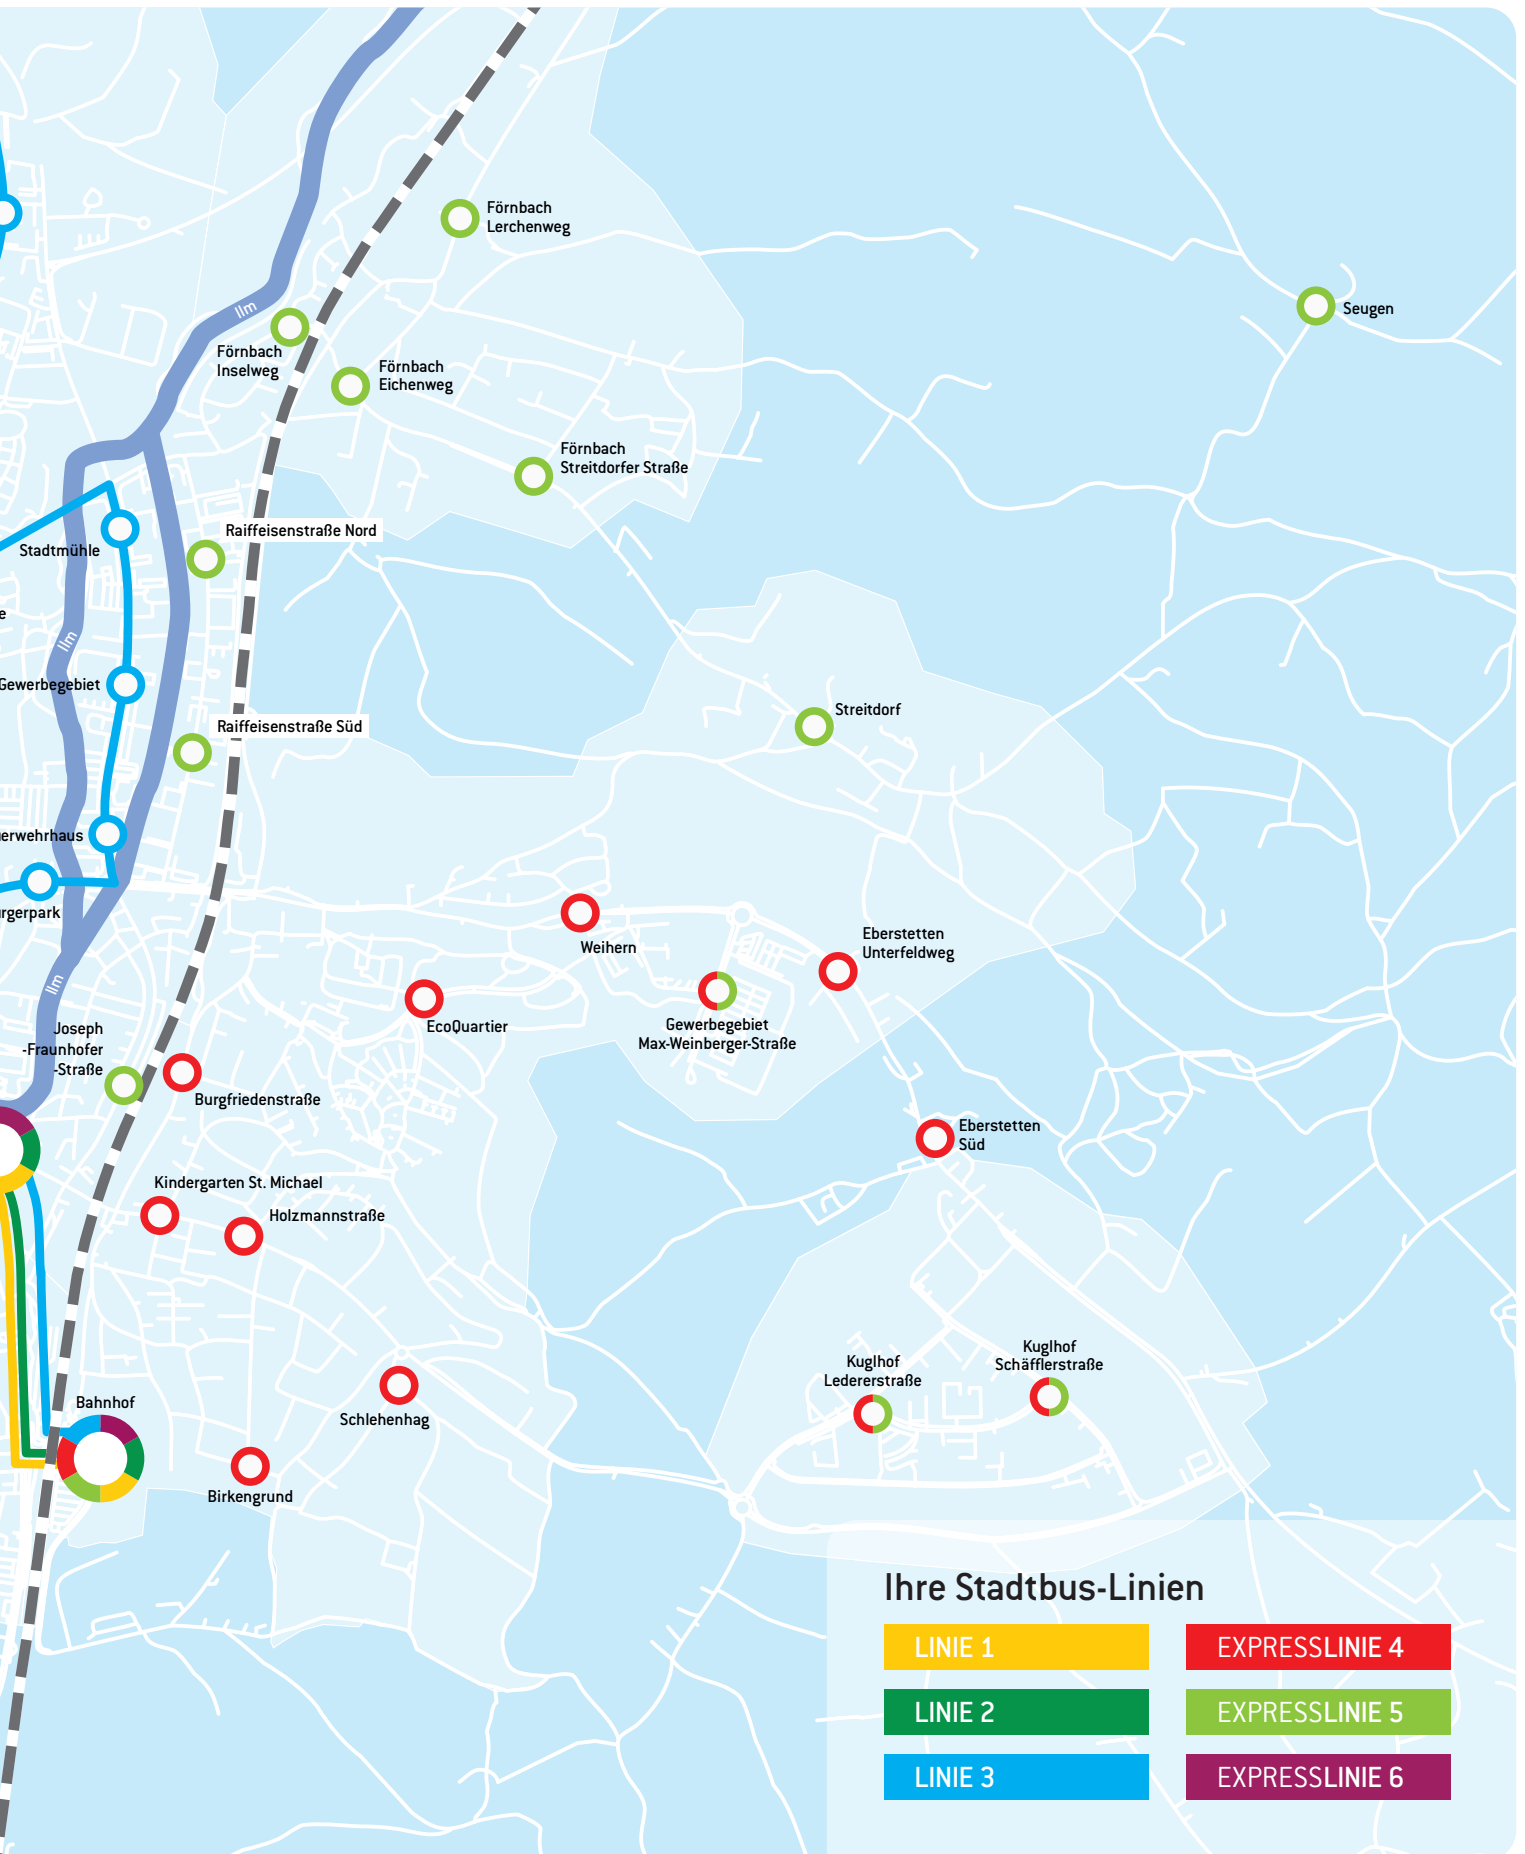 Förnbach
Lerchenweg
Ilm
Seugen
Förnbach
Inselweg
Förnbach
Eichenweg
Förnbach
Streitdorfer Straße
Raiffeisenstraße Nord
Stadtmühle
e
Ilm
Gewerbegebiet
Streitdorf
Raiffeisenstraße Süd
erwehrhaus
rgerpark
Weihern
Eberstetten
Unterfeldweg
Ilm
EcoQuartier
Gewerbegebiet
Max-Weinberger-Straße
Joseph
-Fraunhofer
-Straße
Burgfriedenstraße
Eberstetten
Süd
Kindergarten St. Michael
Holzmannstraße
Kuglhof
Schäfflerstraße
Kuglhof
Ledererstraße
Bahnhof
Schlehenhag
Birkengrund
Ihre Stadtbus-Linien
LINIE 1
EXPRESSLINIE 4
LINIE 2
EXPRESSLINIE 5
LINIE 3
EXPRESSLINIE 6